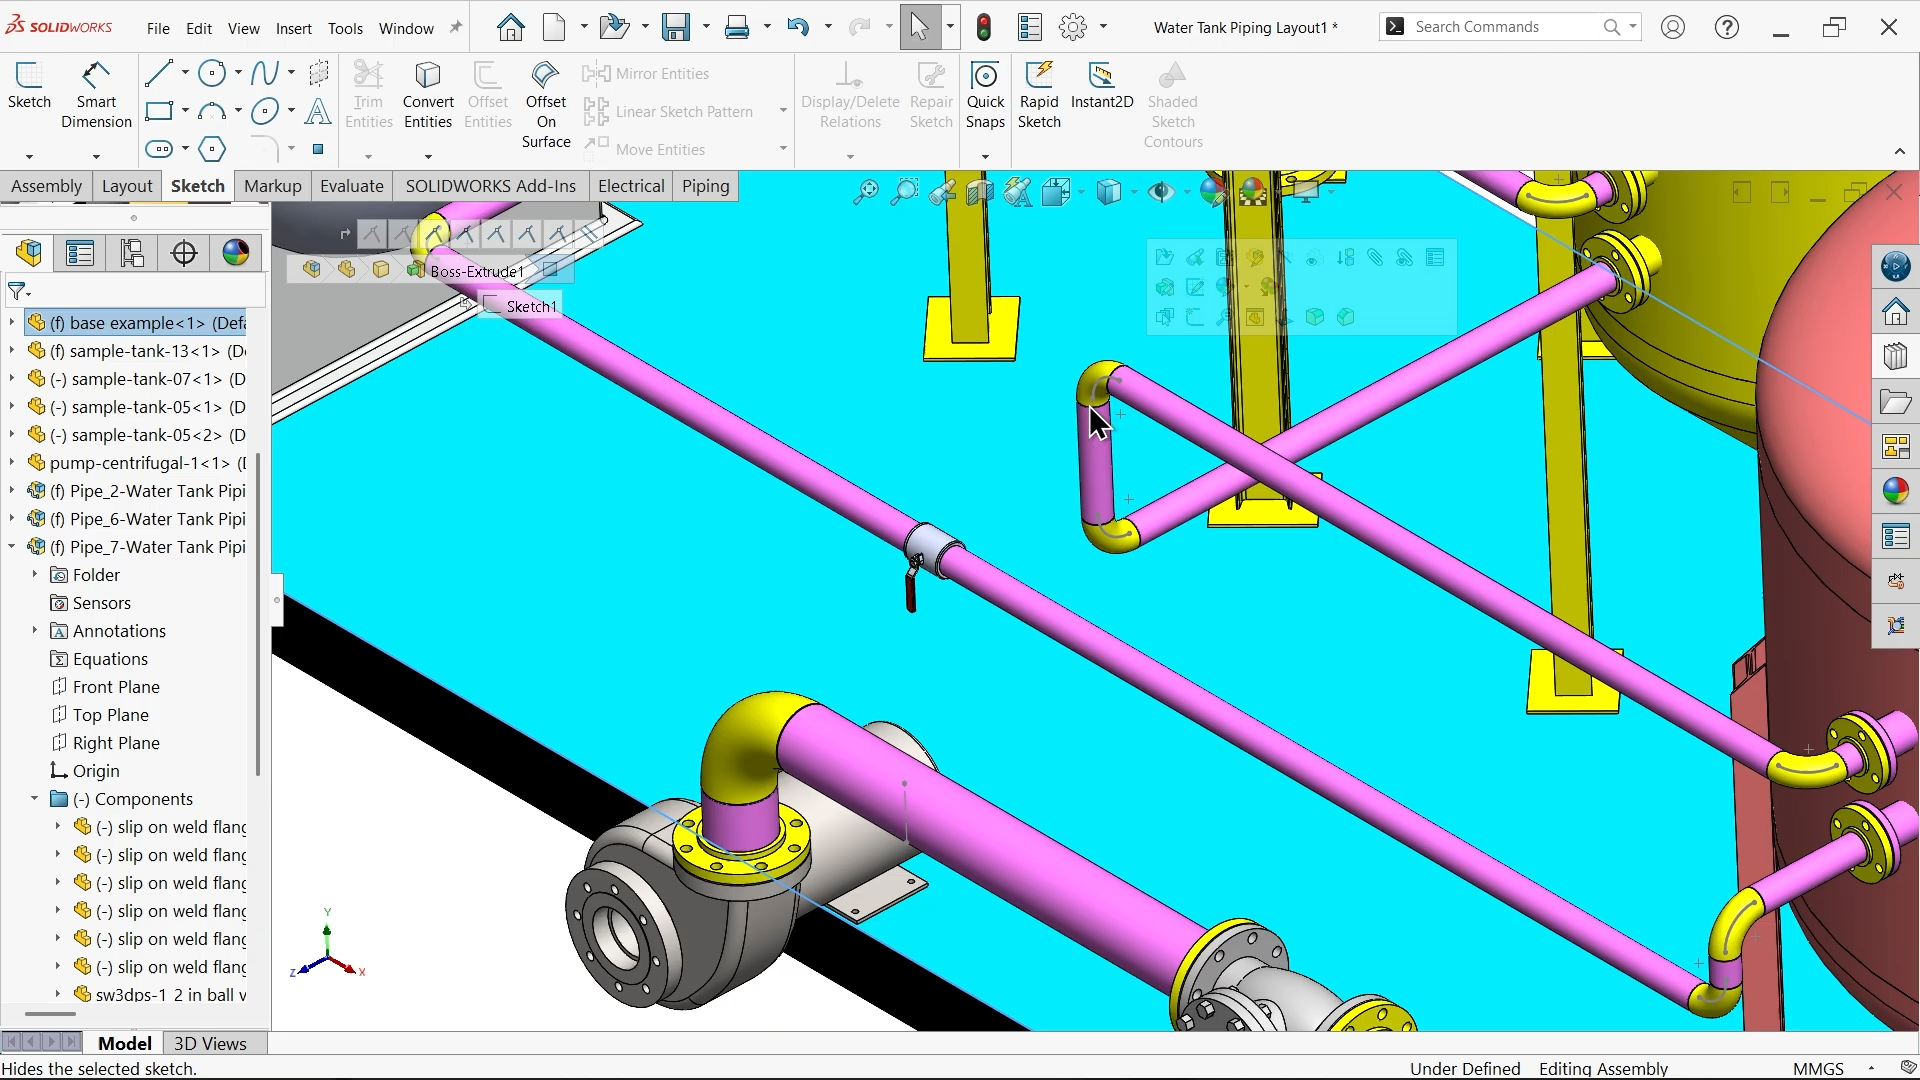 SOLIDWORKS
File Edit View Insert Tools Window
Water Tank Piping Layout1 *
Search Commands
Sketch
Smart Dimension
Trim Entities
Convert Entities
Offset Entities
Offset On Surface
Mirror Entities
Linear Sketch Pattern
Move Entities
Display/Delete Relations
Repair Sketch
Quick Snaps
Rapid Sketch
Instant2D
Shaded Sketch Contours
Assembly Layout Sketch Markup Evaluate SOLIDWORKS Add-Ins Electrical Piping
Boss-Extrude1
Sketch1
(f) base example<1> (Defa
(f) sample-tank-13<1> (De
(-) sample-tank-07<1> (D
(-) sample-tank-05<1> (D
(-) sample-tank-05<2> (D
pump-centrifugal-1<1> (D
(f) Pipe_2-Water Tank Pipi
(f) Pipe_6-Water Tank Pipi
(f) Pipe_7-Water Tank Pipi
Folder
Sensors
Annotations
Equations
Front Plane
Top Plane
Right Plane
Origin
(-) Components
(-) slip on weld flang
(-) slip on weld flang
(-) slip on weld flang
(-) slip on weld flang
(-) slip on weld flang
(-) slip on weld flang
sw3dps-1 2 in ball v
Y
Z
X
Model 3D Views
Hides the selected sketch.
Under Defined Editing Assembly MMGS